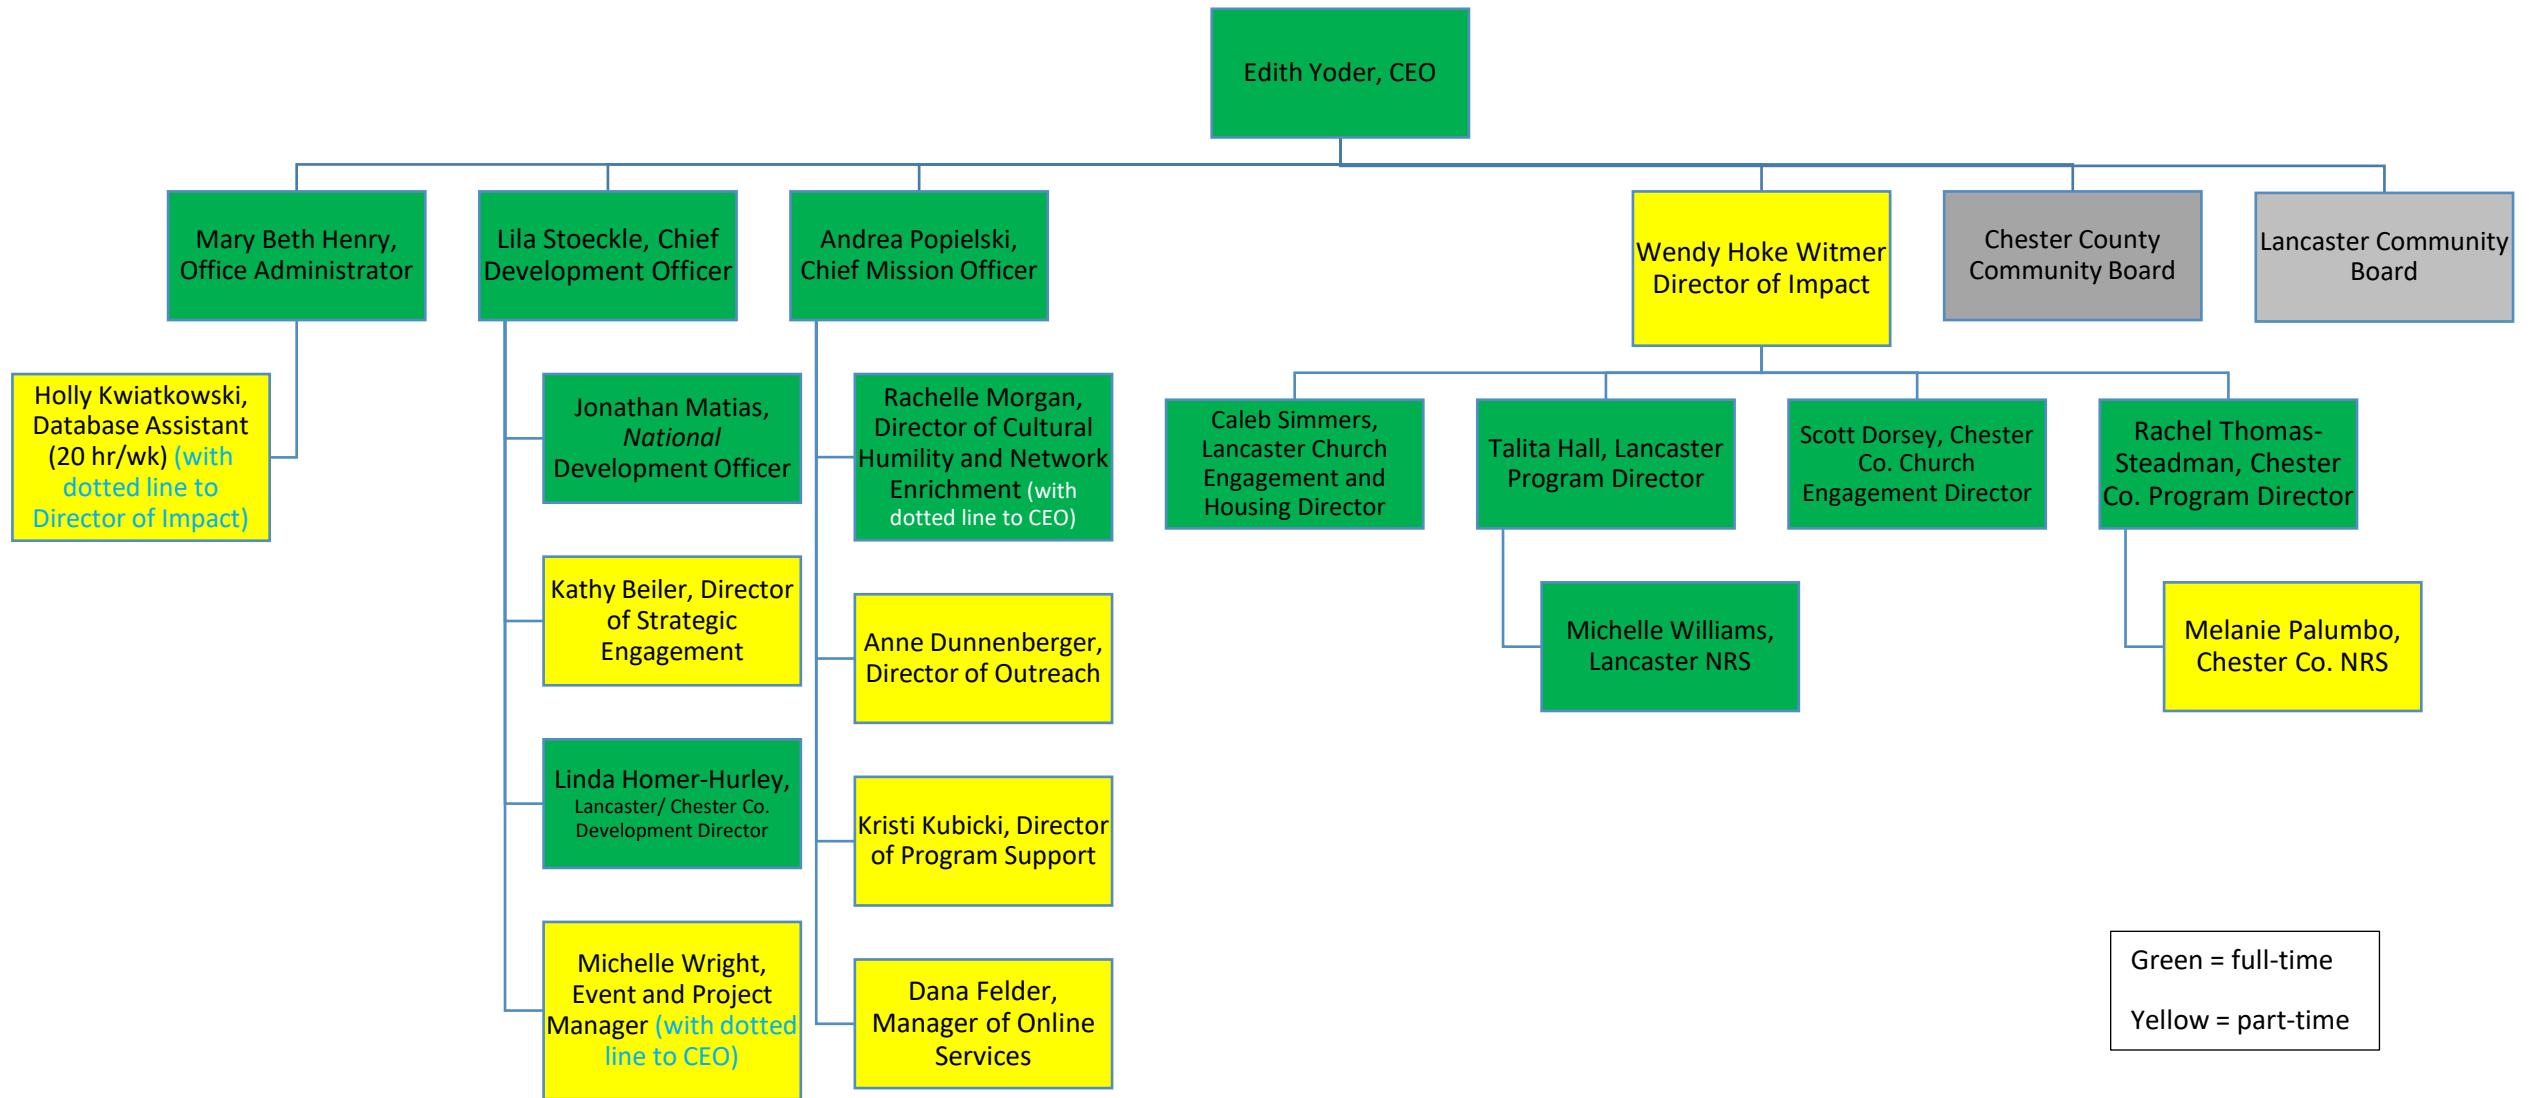 Edith Yoder, CEO
Mary Beth Henry,
Office Administrator
Lila Stoeckle, Chief
Development Officer
Andrea Popielski,
Chief Mission Officer
Wendy Hoke Witmer
Director of Impact
Chester County
Community Board
Lancaster Community
Board
Holly Kwiatkowski,
Database Assistant
(20 hr/wk) (with
dotted line to
Director of Impact)
Jonathan Matias,
National
Development Officer
Kathy Beiler, Director
of Strategic
Engagement
Linda Homer-Hurley,
Lancaster/ Chester Co.
Development Director
Michelle Wright,
Event and Project
Manager (with dotted
line to CEO)
Rachelle Morgan,
Director of Cultural
Humility and Network
Enrichment (with
dotted line to CEO)
Anne Dunnenberger,
Director of Outreach
Kristi Kubicki, Director
of Program Support
Dana Felder,
Manager of Online
Services
Caleb Simmers,
Lancaster Church
Engagement and
Housing Director
Talita Hall, Lancaster
Program Director
Michelle Williams,
Lancaster NRS
Scott Dorsey, Chester
Co. Church
Engagement Director
Rachel Thomas-
Steadman, Chester
Co. Program Director
Melanie Palumbo,
Chester Co. NRS
Green = full-time
Yellow = part-time